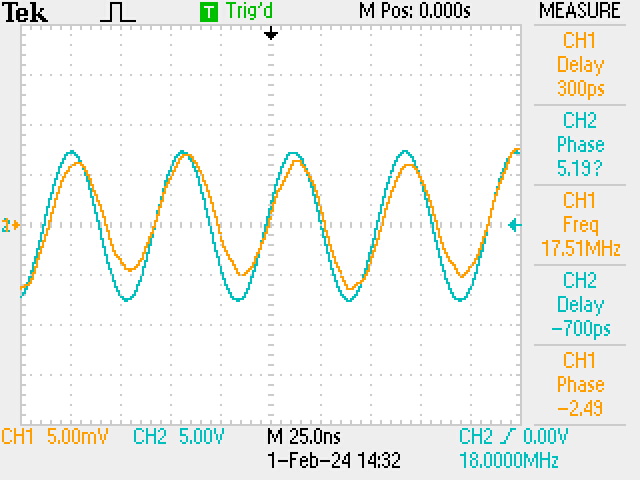 Tek T Trig'd M Pos: 0.000s MEASURE
CH1
Delay
300ps
CH2
Phase
5.19?
CH1
Freq
17.51MHz
CH2
Delay
-700ps
CH1
Phase
-2.49
2
CH1 5.00mV CH2 5.00V M 25.0ns CH2 0.00V
1-Feb-24 14:32 18.0000MHz